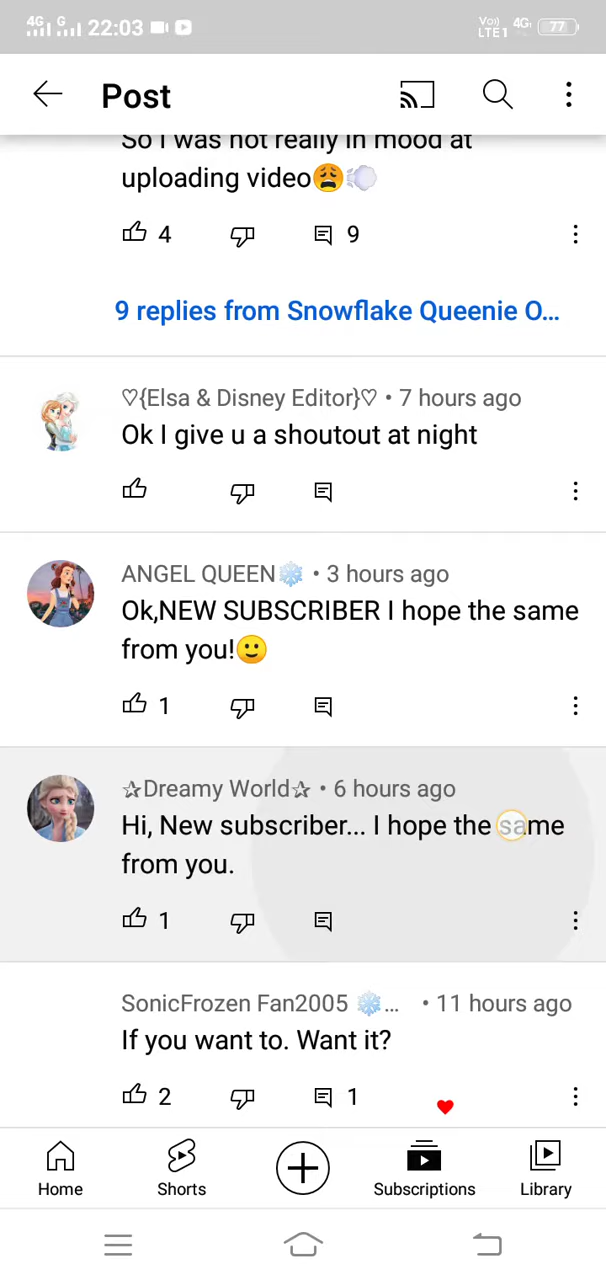 4G G 22:03 Vo) LTE1 4G 77
Post
So I was not really in mood at
uploading video😩💨
4 9
9 replies from Snowflake Queenie O...
♡{Elsa & Disney Editor}♡ • 7 hours ago
Ok I give u a shoutout at night
ANGEL QUEEN❄️ • 3 hours ago
Ok,NEW SUBSCRIBER I hope the same
from you!🙂
1
☆Dreamy World☆ • 6 hours ago
Hi, New subscriber... I hope the same
from you.
1
SonicFrozen Fan2005 ❄️... • 11 hours ago
If you want to. Want it?
2 1
Home Shorts Subscriptions Library